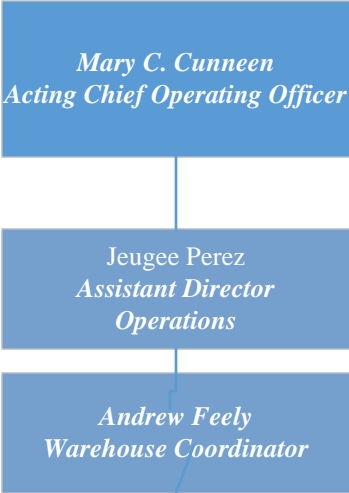 Mary C. Cunneen
Acting Chief Operating Officer
Jeugee Perez
Assistant Director
Operations
Andrew Feely
Warehouse Coordinator